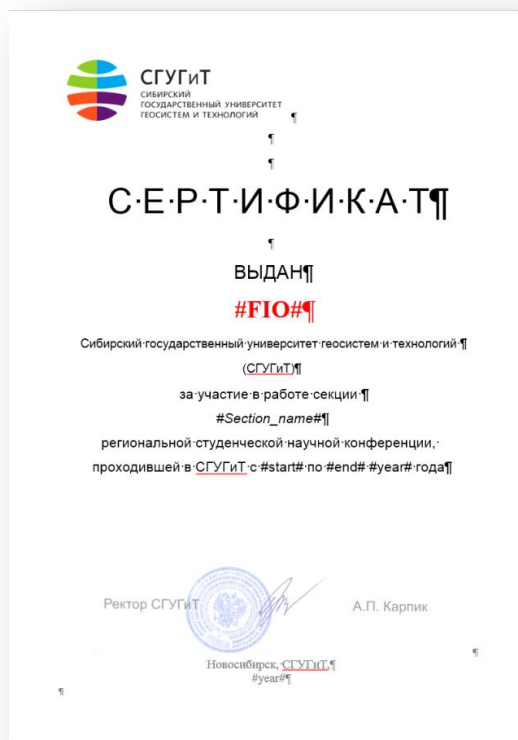 СГУГиТ
СИБИРСКИЙ
ГОСУДАРСТВЕННЫЙ УНИВЕРСИТЕТ
ГЕОСИСТЕМ И ТЕХНОЛОГИЙ ¶
¶
¶
С·Е·Р·Т·И·Ф·И·К·А·Т¶
¶
ВЫДАН¶
#FIO#¶
Сибирский·государственный·университет·геосистем·и·технологий·¶
(СГУГиТ)¶
за·участие·в·работе·секции·¶
#Section_name#¶
региональной·студенческой·научной·конференции,·
проходившей·в·СГУГиТ·с·#start#·по·#end#·#year#·года¶
Ректор СГУГиТ А.П. Карпик
¶
Новосибирск,·СГУГиТ,¶
#year#¶
¶